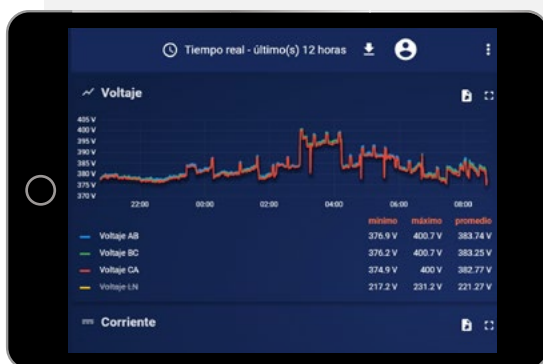 Tiempo real - último(s) 12 horas
Voltaje
405 V
400 V
395 V
390 V
385 V
380 V
375 V
370 V
22:00 00:00 02:00 04:00 06:00 08:00
mínimo máximo promedio
Voltaje AB 376.9 V 400.7 V 383.74 V
Voltaje BC 376.2 V 400.7 V 383.25 V
Voltaje CA 374.9 V 400 V 382.77 V
Voltaje LN 217.2 V 231.2 V 221.27 V
Corriente